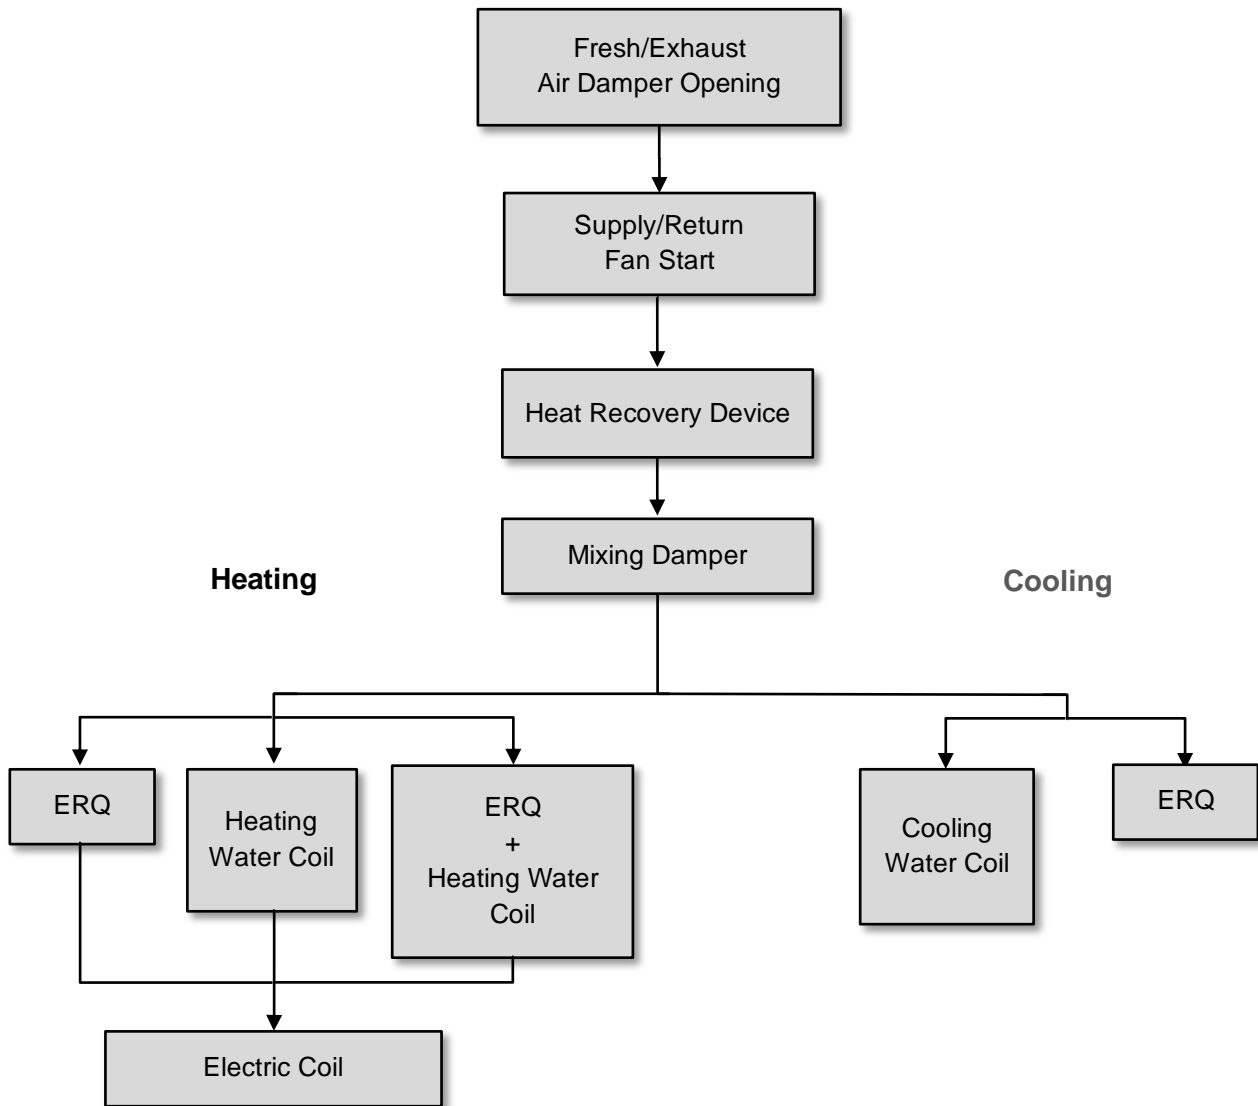 Fresh/Exhaust
Air Damper Opening
Supply/Return
Fan Start
Heat Recovery Device
Mixing Damper
Heating
Cooling
ERQ
Heating
Water Coil
ERQ
+
Heating Water
Coil
Cooling
Water Coil
ERQ
Electric Coil